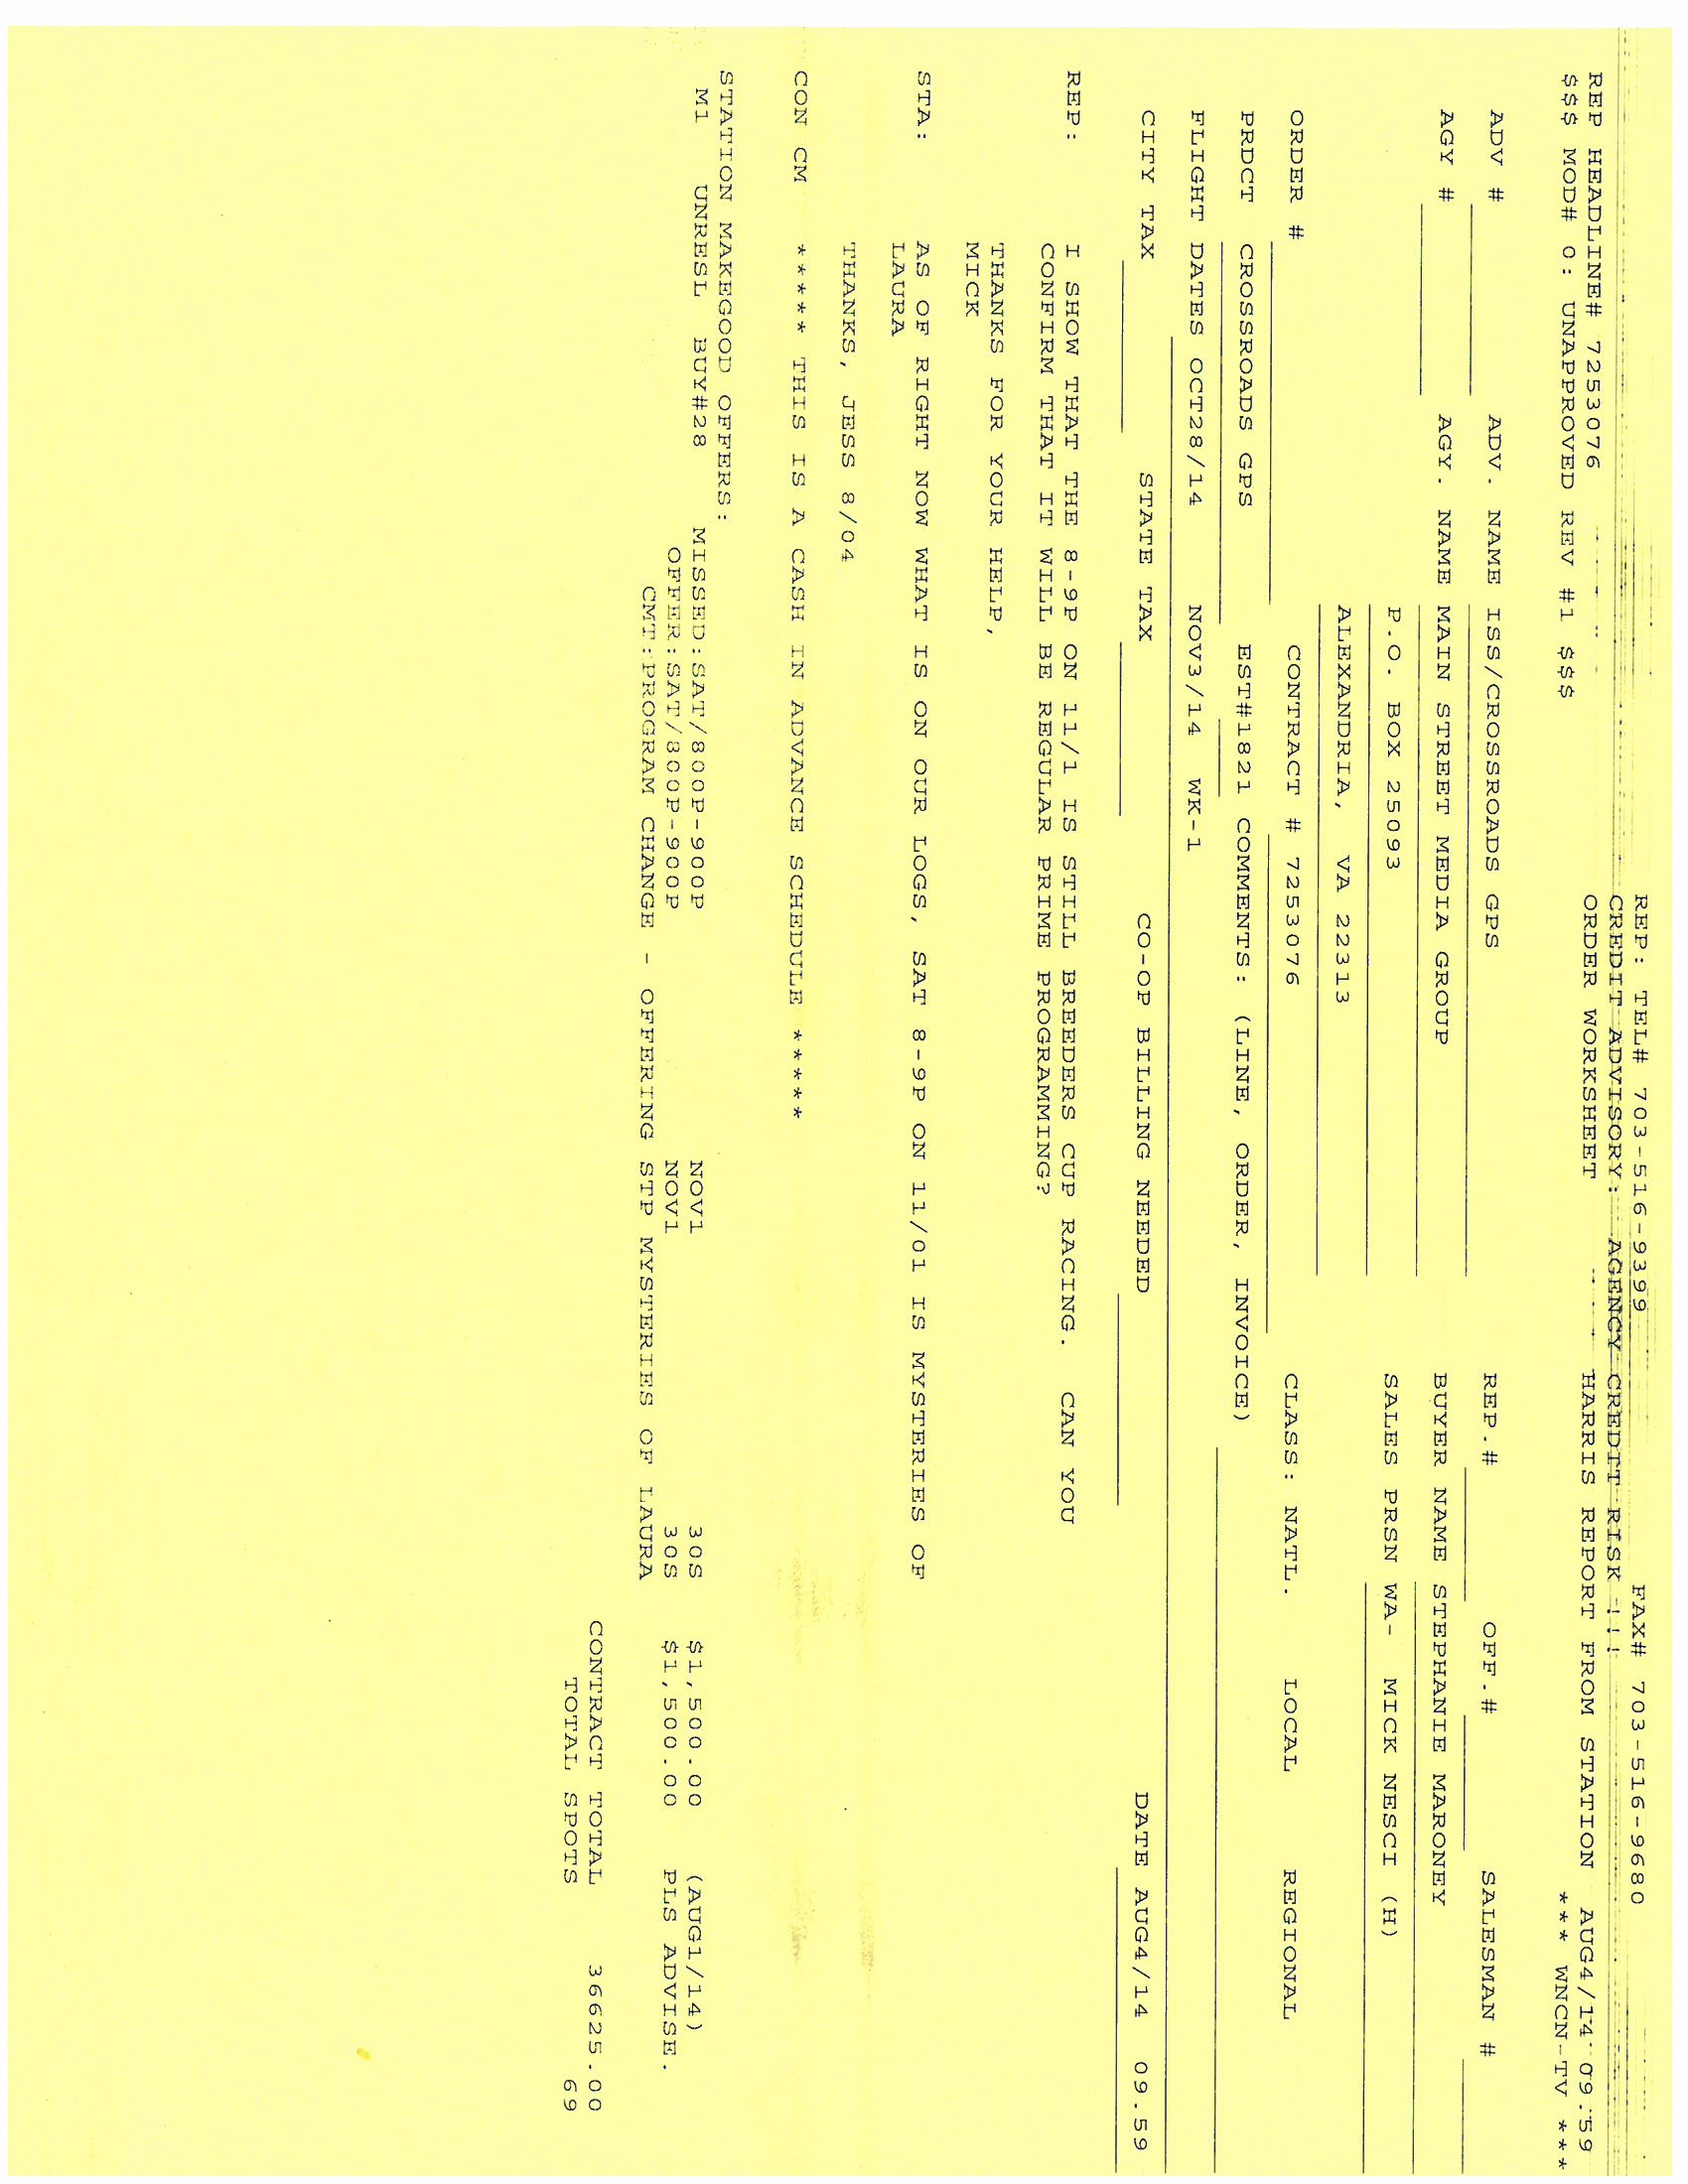 REP: TEL# 703-516-9399 FAX# 703-516-9680
CREDIT ADVISORY: AGENCY CREDIT RISK !!!
ORDER WORKSHEET HARRIS REPORT FROM STATION AUG4/14 09:59
REP HEADLINE# 7253076 *** WNCN-TV ***
$$$ MOD# 0: UNAPPROVED REV #1 $$$
ADV # ADV. NAME ISS/CROSSROADS GPS REP.# OFF.# SALESMAN #
AGY # AGY. NAME MAIN STREET MEDIA GROUP BUYER NAME STEPHANIE MARONEY
P.O. BOX 25093 SALES PRSN WA- MICK NESCI (H)
ALEXANDRIA, VA 22313
ORDER # CONTRACT # 7253076 CLASS: NATL. LOCAL REGIONAL
PRDCT CROSSROADS GPS EST#1821 COMMENTS: (LINE, ORDER, INVOICE)
FLIGHT DATES OCT28/14 NOV3/14 WK-1
CITY TAX STATE TAX CO-OP BILLING NEEDED DATE AUG4/14 09.59
REP: I SHOW THAT THE 8-9P ON 11/1 IS STILL BREEDERS CUP RACING. CAN YOU
CONFIRM THAT IT WILL BE REGULAR PRIME PROGRAMMING?
THANKS FOR YOUR HELP,
MICK
STA: AS OF RIGHT NOW WHAT IS ON OUR LOGS, SAT 8-9P ON 11/01 IS MYSTERIES OF
LAURA
THANKS, JESS 8/04
CON CM ***** THIS IS A CASH IN ADVANCE SCHEDULE *****
STATION MAKEGOOD OFFERS:
M1 UNRESL BUY#28 MISSED:SAT/800P-900P NOV1 30S $1,500.00 (AUG1/14)
OFFER:SAT/800P-900P NOV1 30S $1,500.00 PLS ADVISE.
CMT:PROGRAM CHANGE - OFFERING STP MYSTERIES OF LAURA
CONTRACT TOTAL 36625.00
TOTAL SPOTS 69